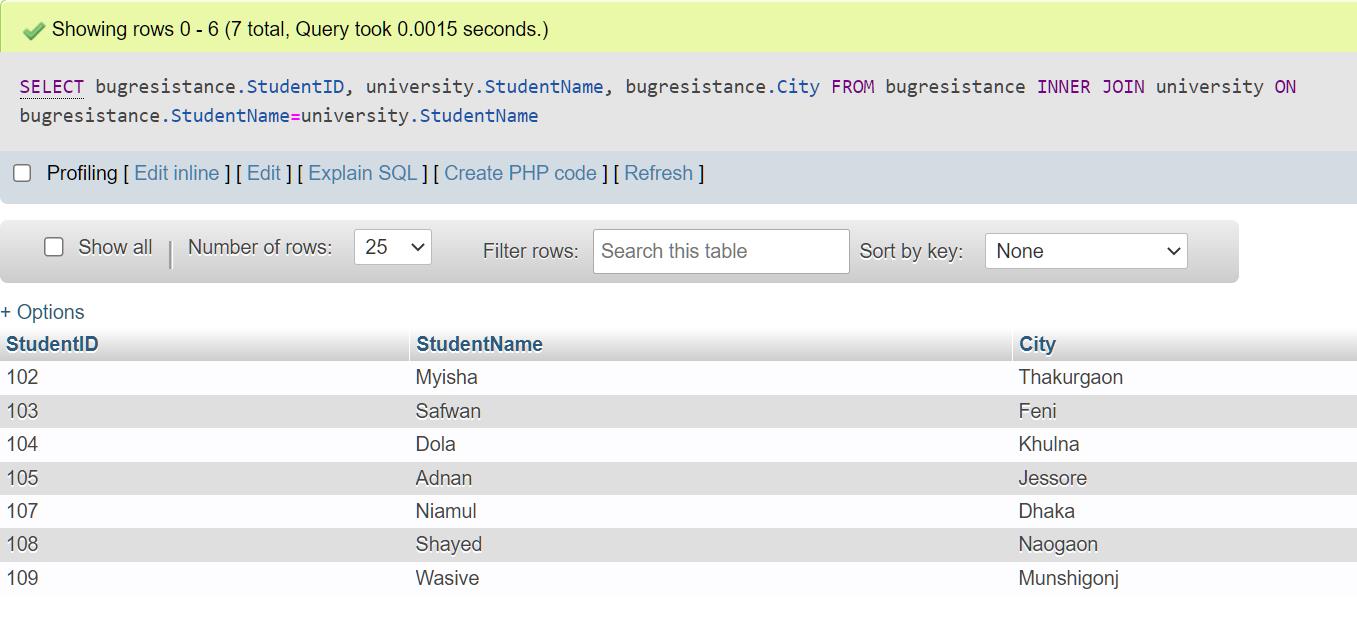 Showing rows 0 - 6 (7 total, Query took 0.0015 seconds.)
SELECT bugresistance.StudentID, university.StudentName, bugresistance.City FROM bugresistance INNER JOIN university ON
bugresistance.StudentName=university.StudentName
Profiling [ Edit inline ] [ Edit ] [ Explain SQL ] [ Create PHP code ] [ Refresh ]
Show all | Number of rows: 25 Filter rows: Search this table Sort by key: None
+ Options
StudentID StudentName City
102 Myisha Thakurgaon
103 Safwan Feni
104 Dola Khulna
105 Adnan Jessore
107 Niamul Dhaka
108 Shayed Naogaon
109 Wasive Munshigonj